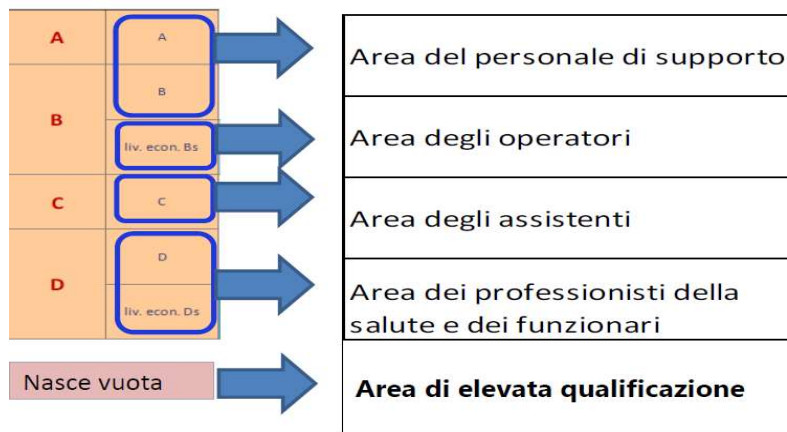 A
A
Area del personale di supporto
B
B
liv. econ. Bs
Area degli operatori
C
C
Area degli assistenti
D
D
liv. econ. Ds
Area dei professionisti della
salute e dei funzionari
Nasce vuota
Area di elevata qualificazione